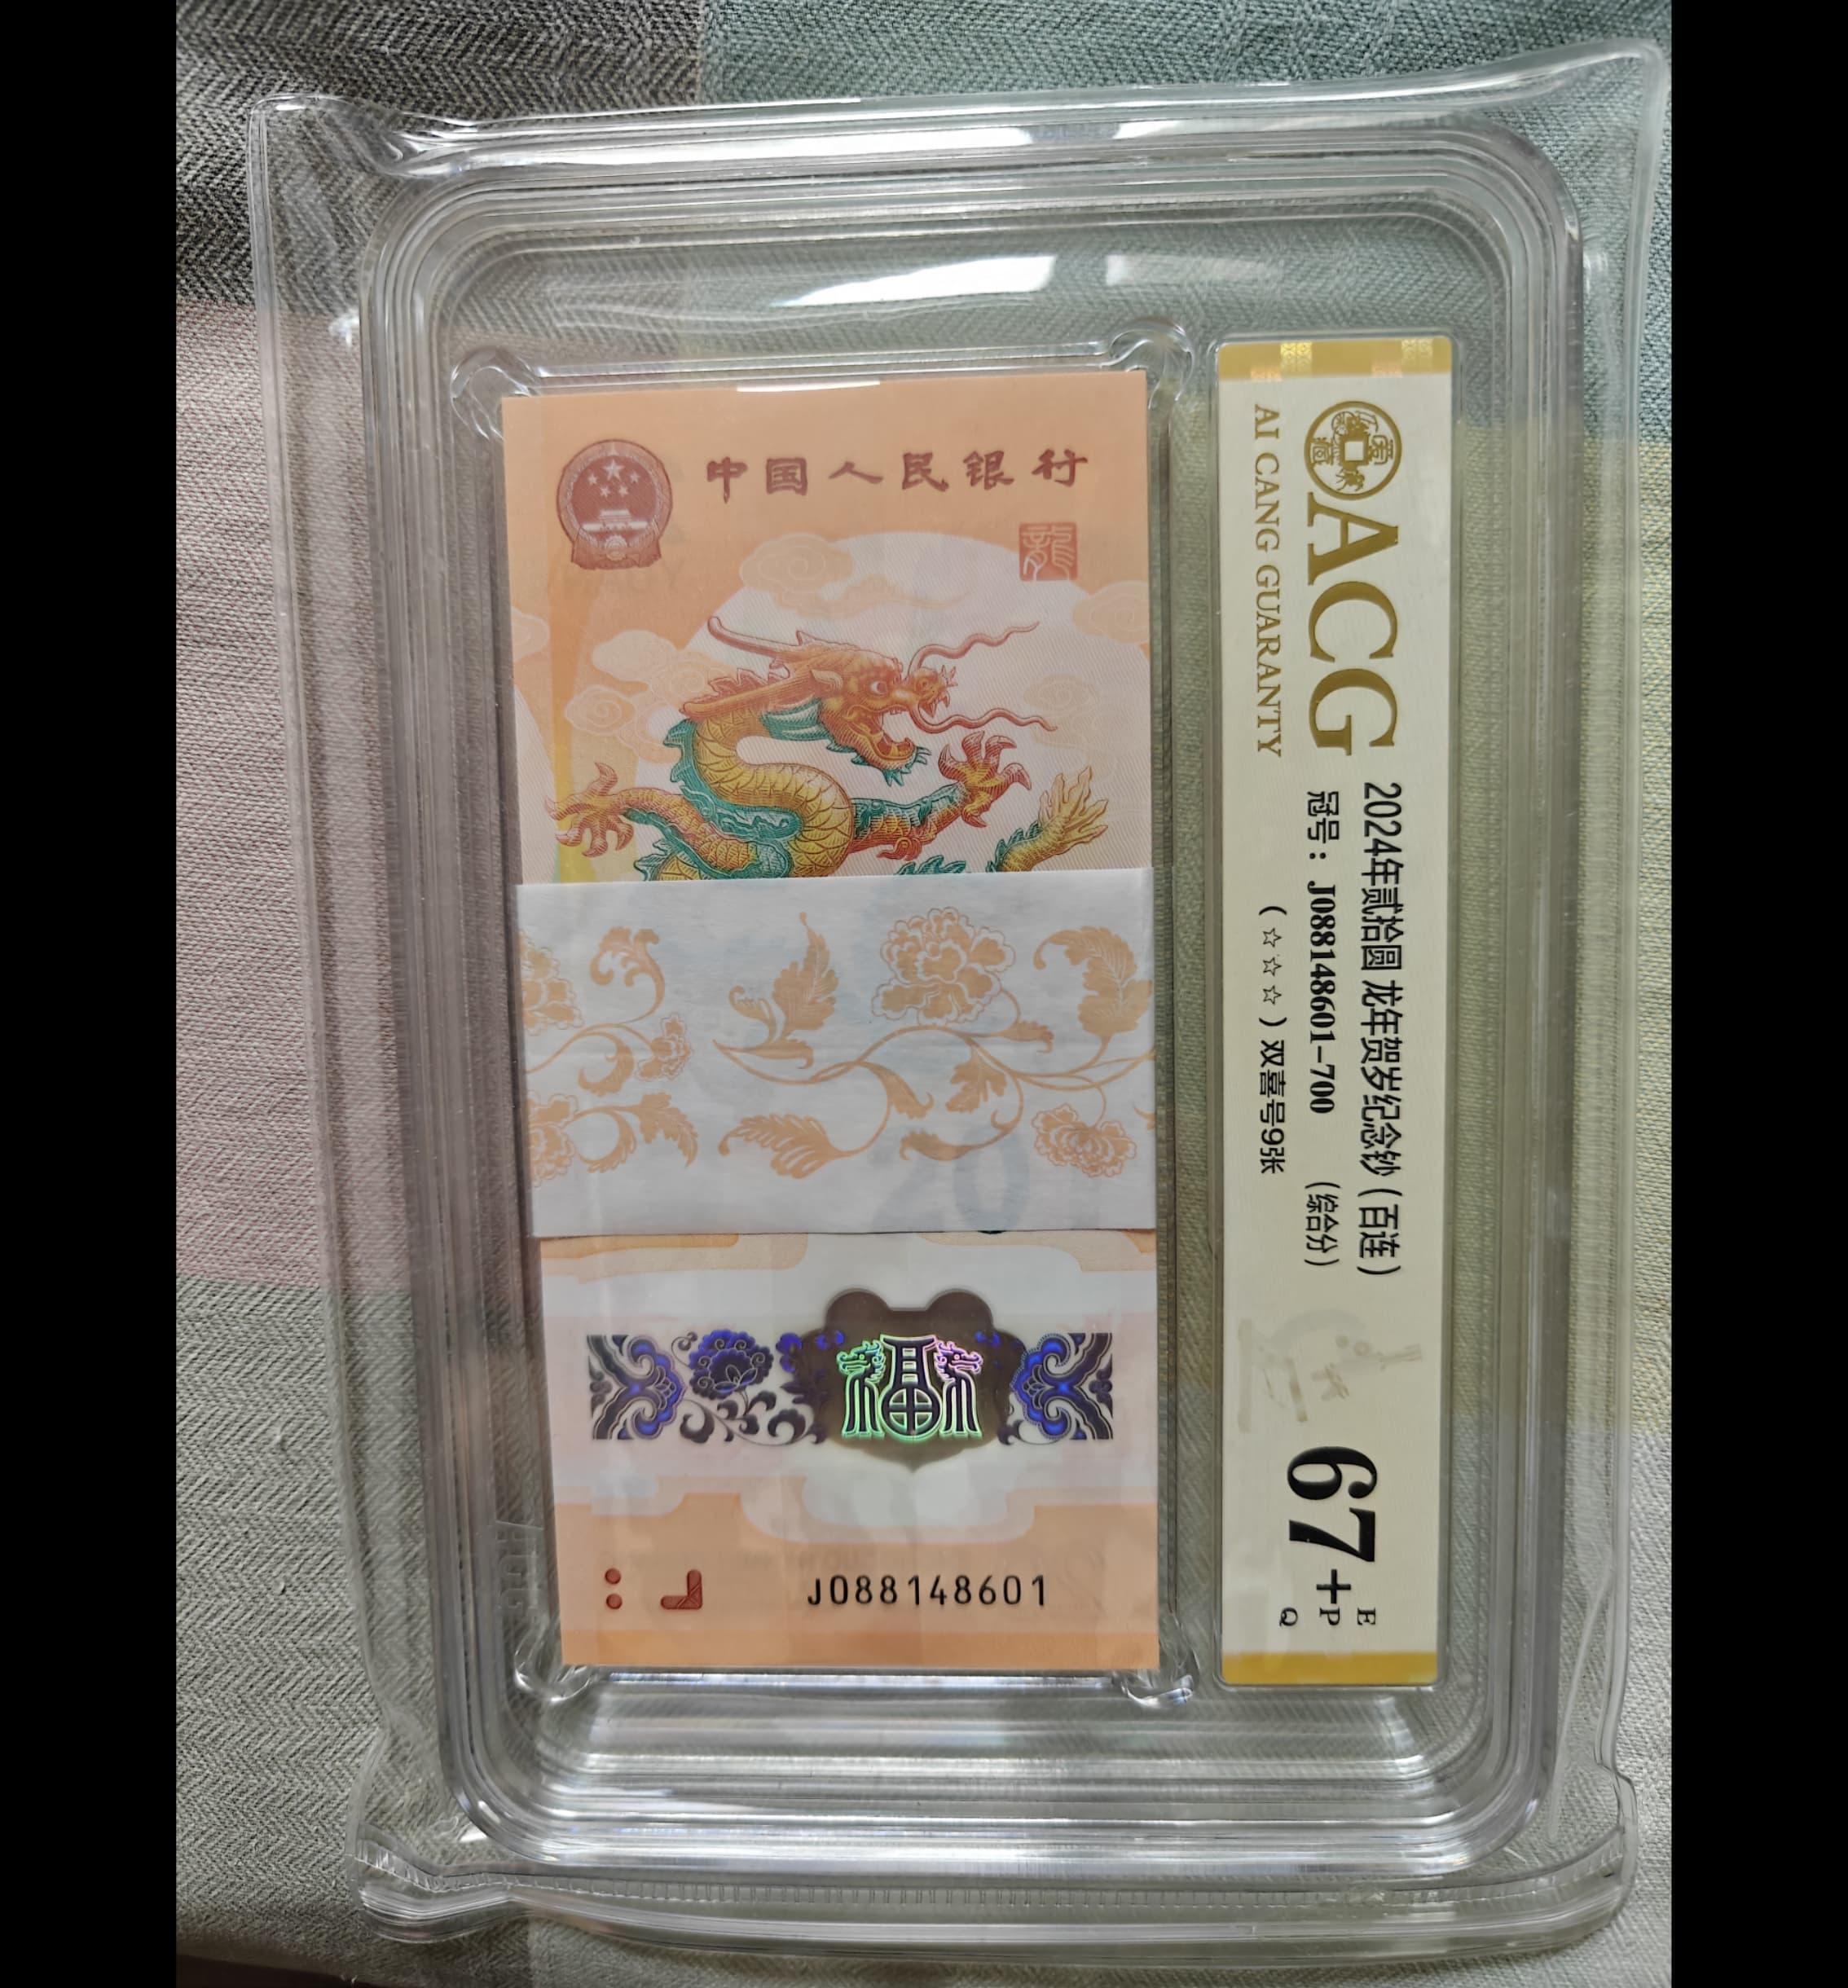 中国人民银行
龍
福
J088148601
ACG
AI CANG GUARANTY
2024年贰拾圆 龙年贺岁纪念钞（百连）
冠号：J088148601-700 （综合分）
（☆☆☆）双喜号9张
67+
E
P
Q
20